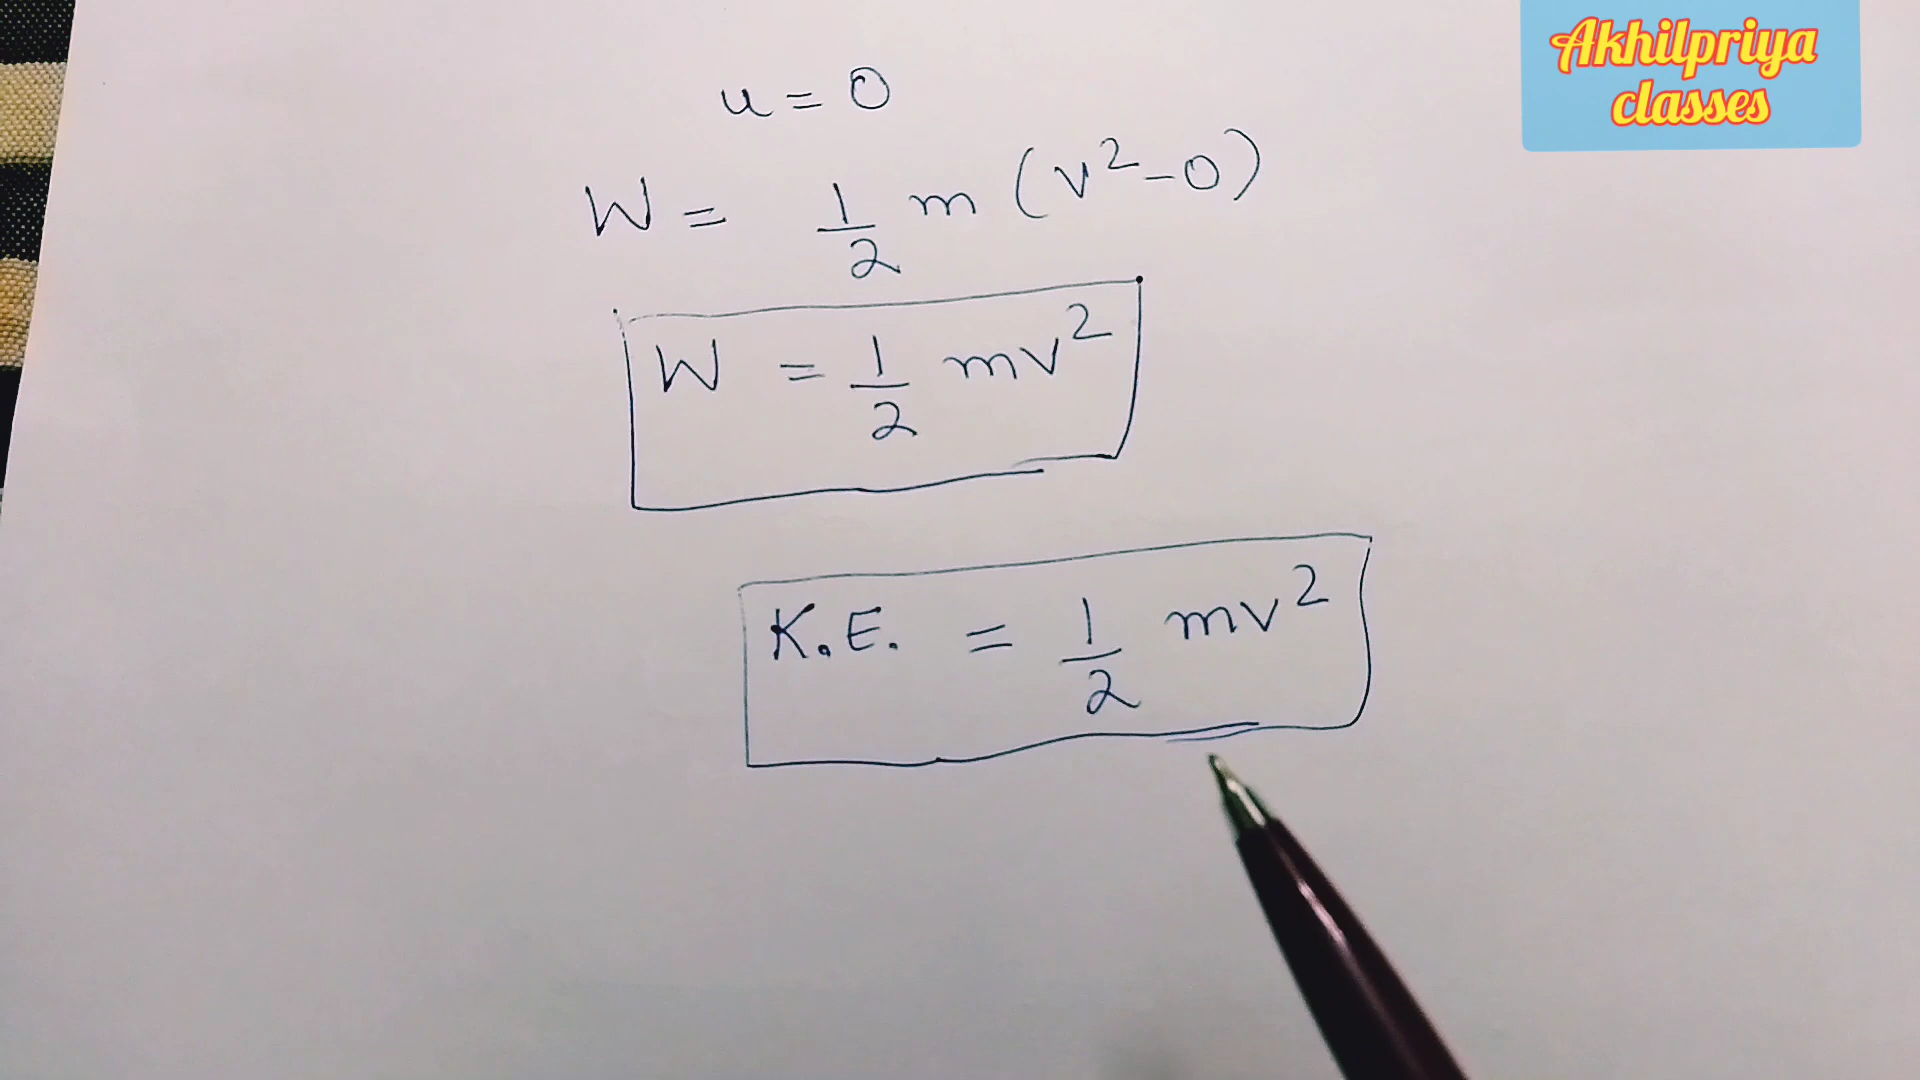 Akhilpriya
classes
u = 0
W = 1/2 m (v² - 0)
W = 1/2 mv²
K.E. = 1/2 mv²